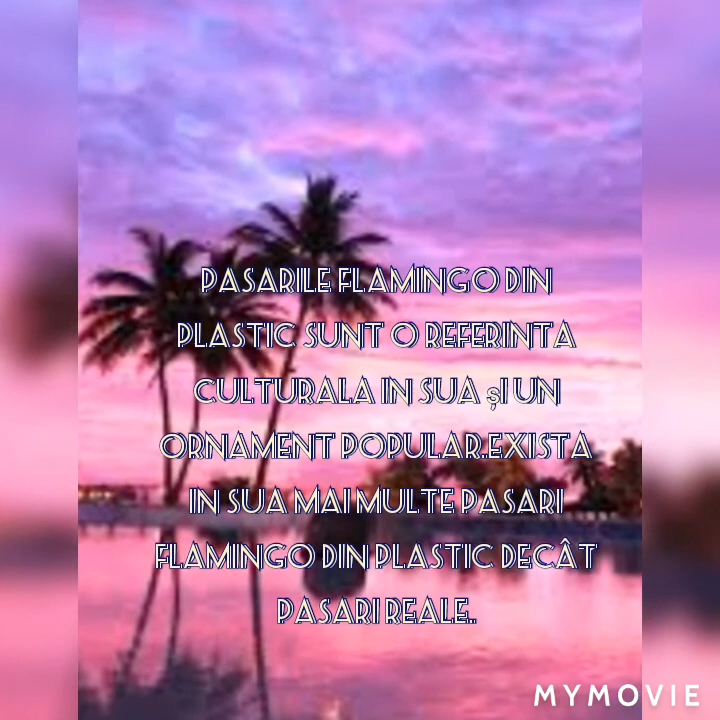 PASARILE FLAMINGO DIN
PLASTIC SUNT O REFERINTA
CULTURALA IN SUA șI UN
ORNAMENT POPULAR.EXISTA
IN SUA MAI MULTE PASARI
FLAMINGO DIN PLASTIC DECÂT
PASARI REALE.
MYMOVIE